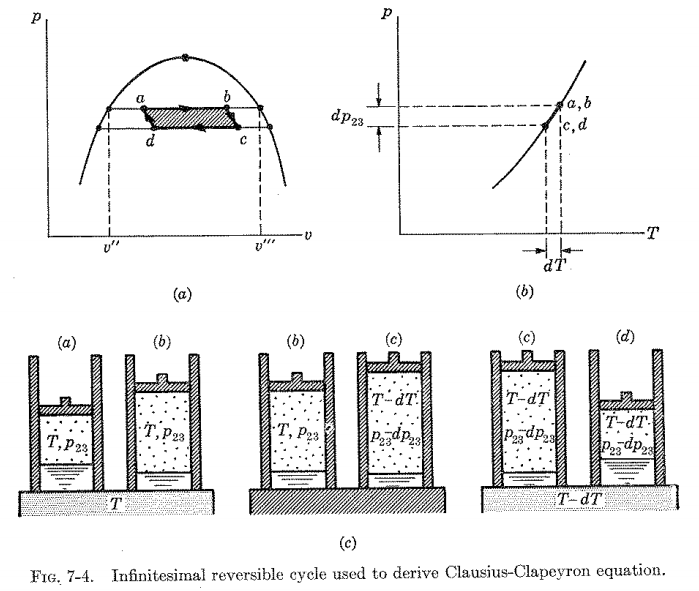 p
a
b
d
c
v''
v'''
v
(a)
p
dp₂₃
a, b
c, d
T
dT
(b)
(a)
(b)
(b)
(c)
(c)
(d)
T, p₂₃
T, p₂₃
T, p₂₃
T–dT
p₂₃–dp₂₃
T–dT
p₂₃–dp₂₃
T–dT
p₂₃–dp₂₃
T
T–dT
(c)
Fig. 7-4. Infinitesimal reversible cycle used to derive Clausius-Clapeyron equation.